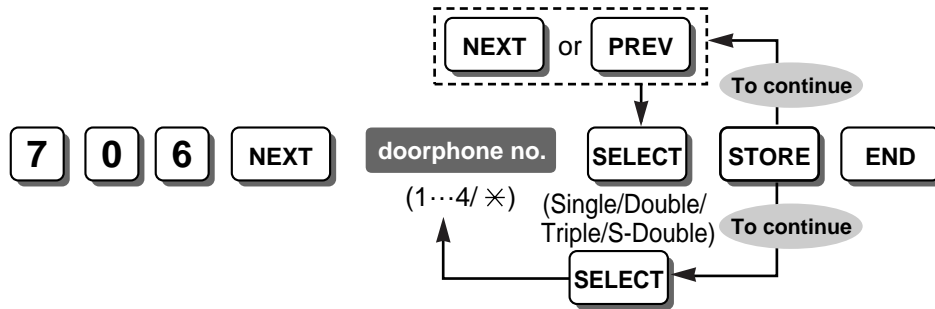 NEXT or PREV
To continue
7 0 6 NEXT doorphone no. SELECT STORE END
(1···4/ ✳) (Single/Double/
Triple/S-Double) To continue
SELECT